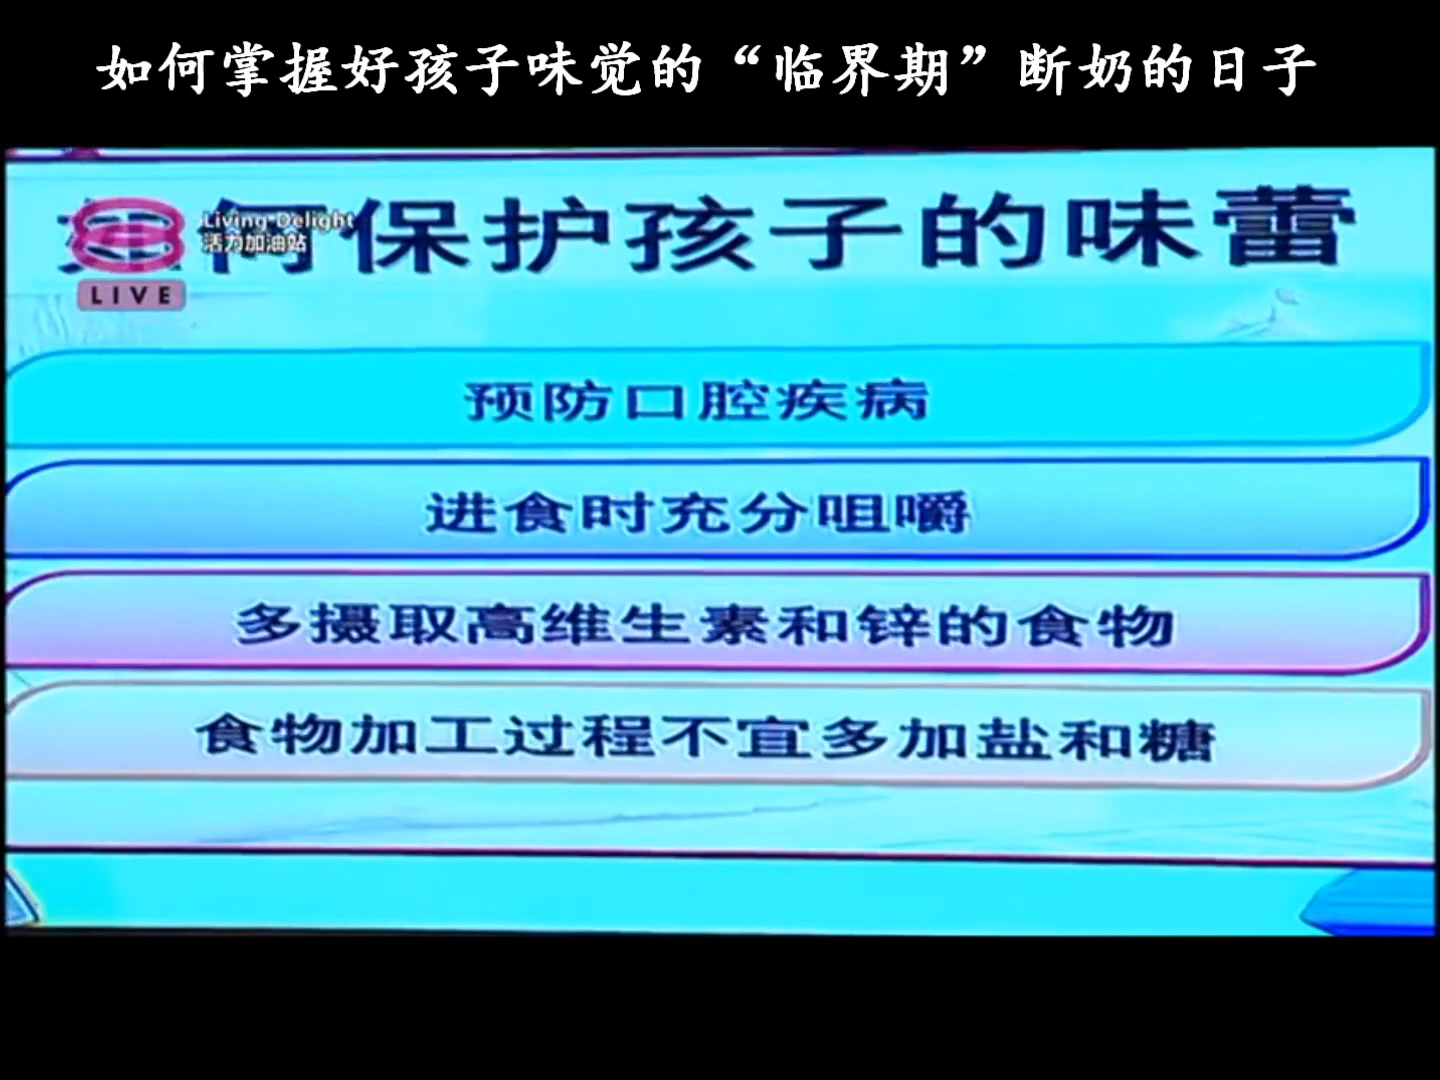 如何掌握好孩子味觉的“临界期”断奶的日子
如何保护孩子的味蕾
Living Delight
活力加油站
LIVE
预防口腔疾病
进食时充分咀嚼
多摄取高维生素和锌的食物
食物加工过程不宜多加盐和糖